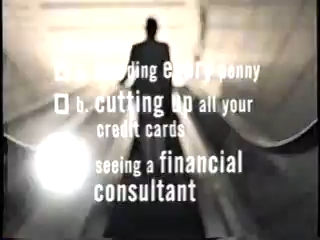 penny
b. cutting up all your
credit cards
seeing a financial
consultant